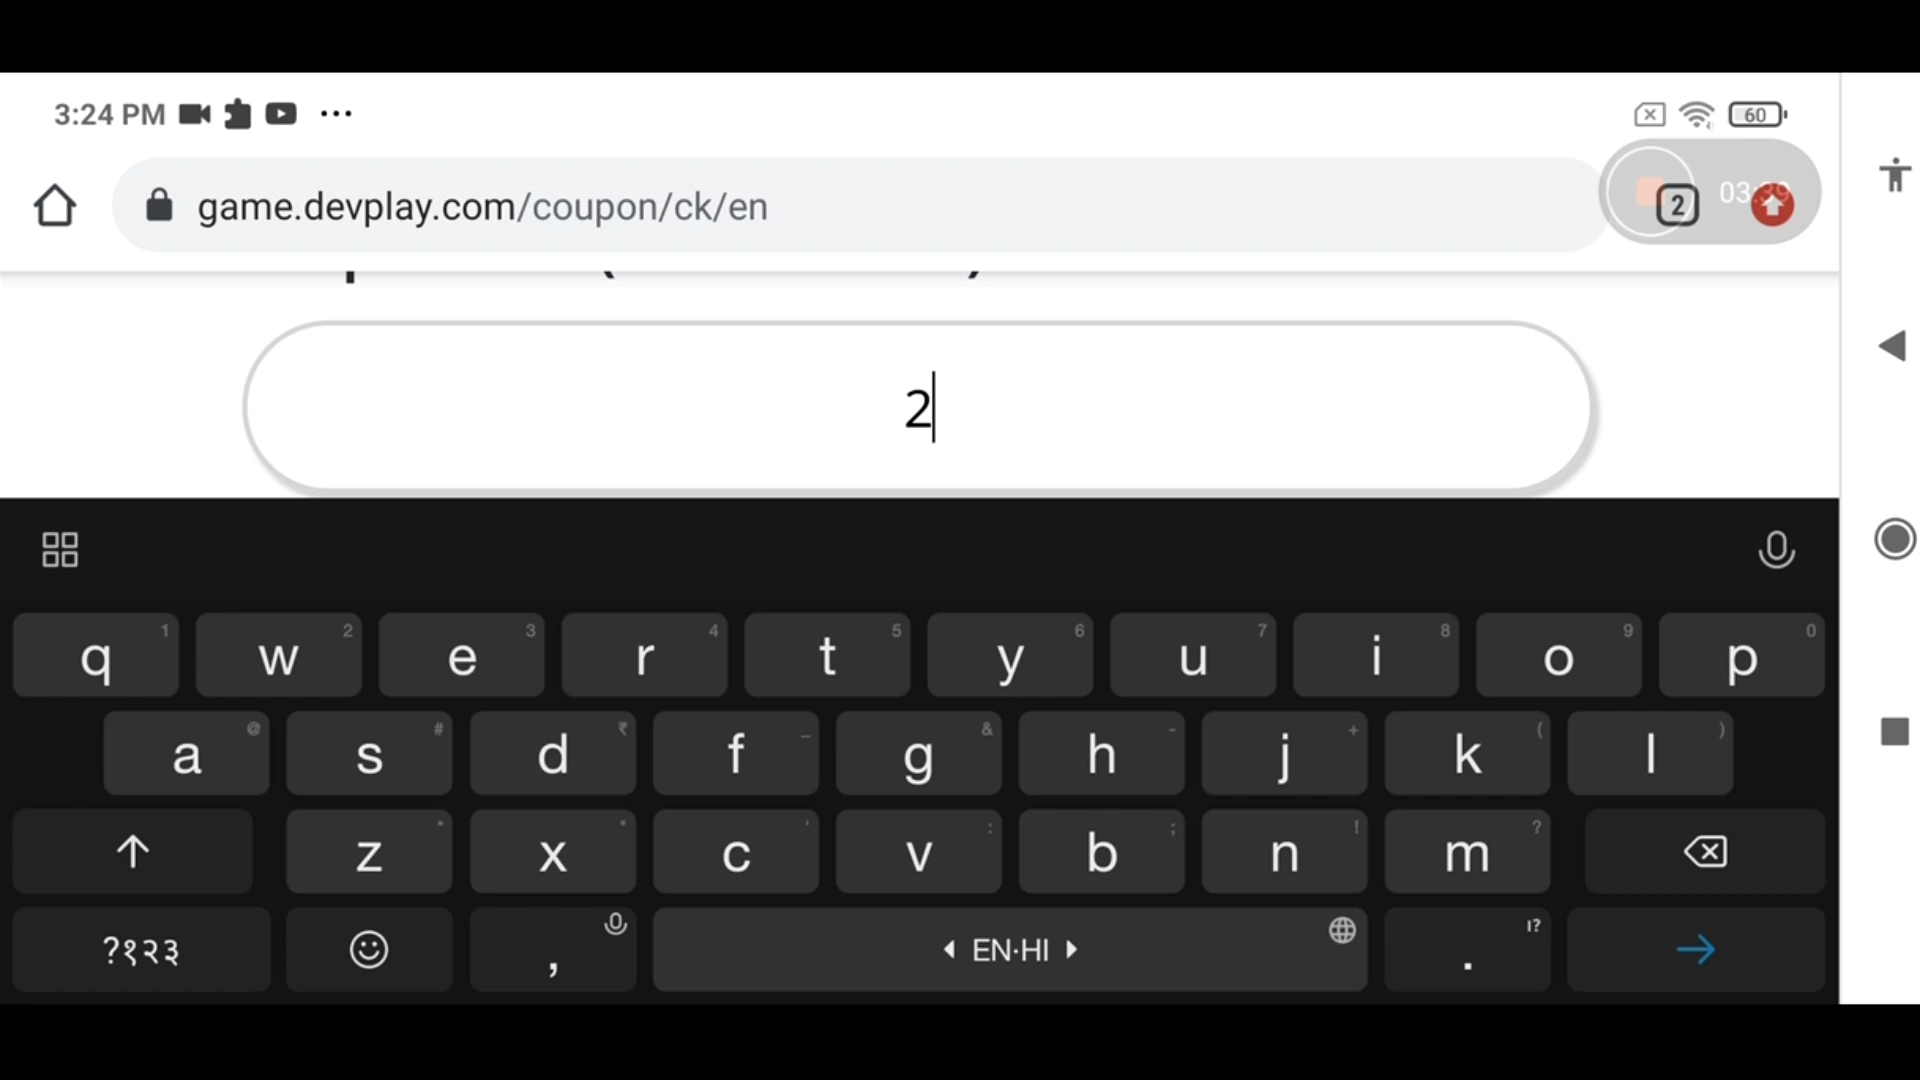 3:24 PM ... 60
game.devplay.com/coupon/ck/en 2
2
q 1 w 2 e 3 r 4 t 5 y 6 u 7 i 8 o 9 p 0
a @ s # d ₹ f _ g & h - j + k ( l )
z x c ' v : b ; n ! m ?
?१२३ , EN·HI . !?